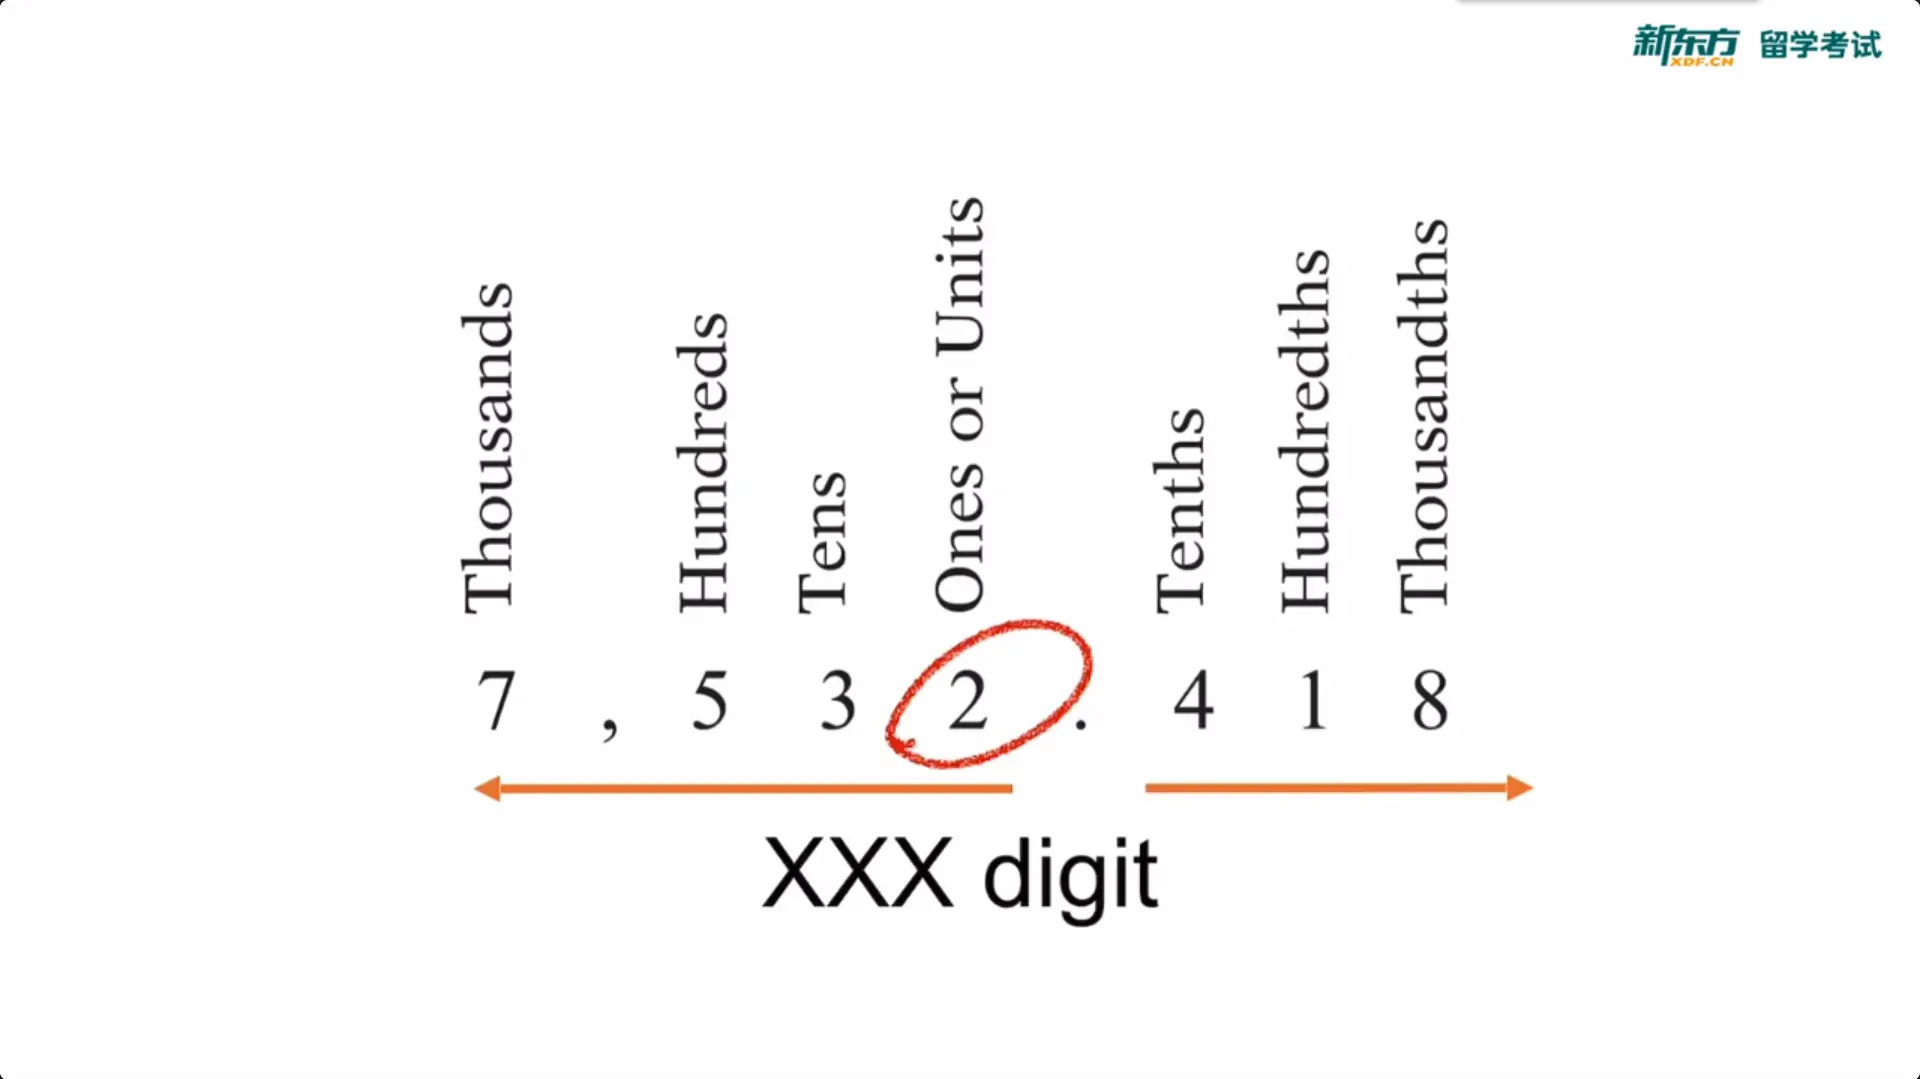 新东方 XDF.CN 留学考试
Thousands Hundreds Tens Ones or Units Tenths Hundredths Thousandths
7 , 5 3 2 . 4 1 8
XXX digit